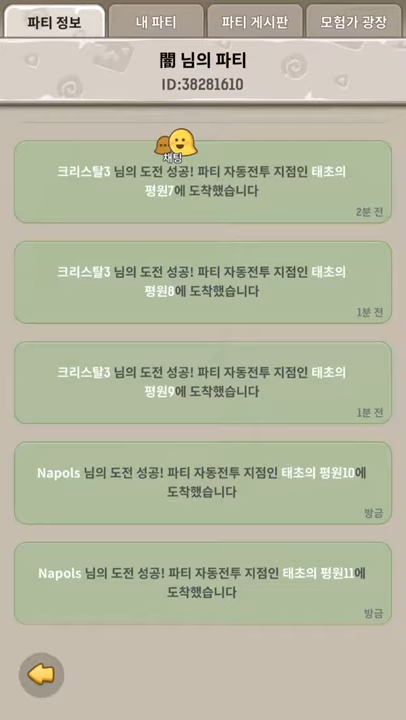 파티 정보
내 파티
파티 게시판
모험가 광장
闇 님의 파티
ID:38281610
채팅
크리스탈3 님의 도전 성공! 파티 자동전투 지점인 태초의
평원7에 도착했습니다
2분 전
크리스탈3 님의 도전 성공! 파티 자동전투 지점인 태초의
평원8에 도착했습니다
1분 전
크리스탈3 님의 도전 성공! 파티 자동전투 지점인 태초의
평원9에 도착했습니다
1분 전
Napols 님의 도전 성공! 파티 자동전투 지점인 태초의 평원10에
도착했습니다
방금
Napols 님의 도전 성공! 파티 자동전투 지점인 태초의 평원11에
도착했습니다
방금